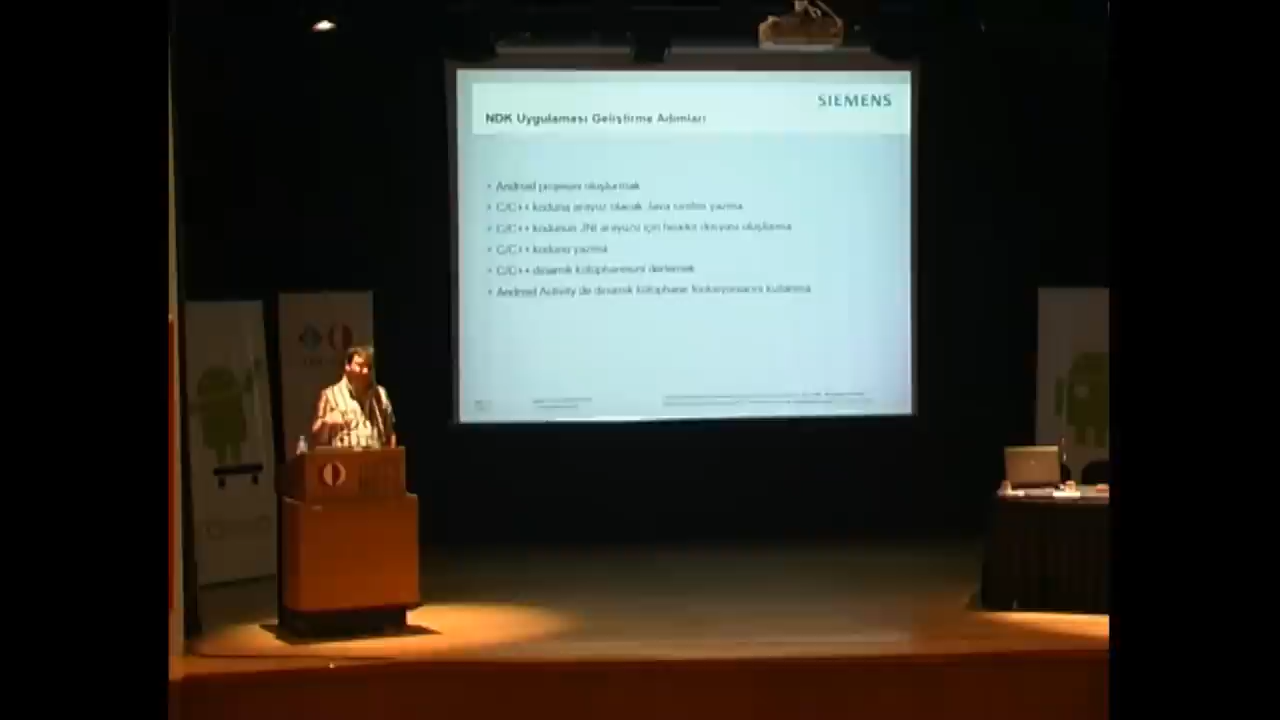 SIEMENS
NDK Uygulaması Geliştirme Adımları
Android projesini oluşturmak
C/C++ koduna arayüz olacak Java sınıfını yazma
C/C++ kodunun JNI arayüzü için header dosyası oluşturma
C/C++ kodunu yazma
C/C++ dinamik kütüphanesini derlemek
Android Activity de dinamik kütüphane fonksiyonlarını kullanma